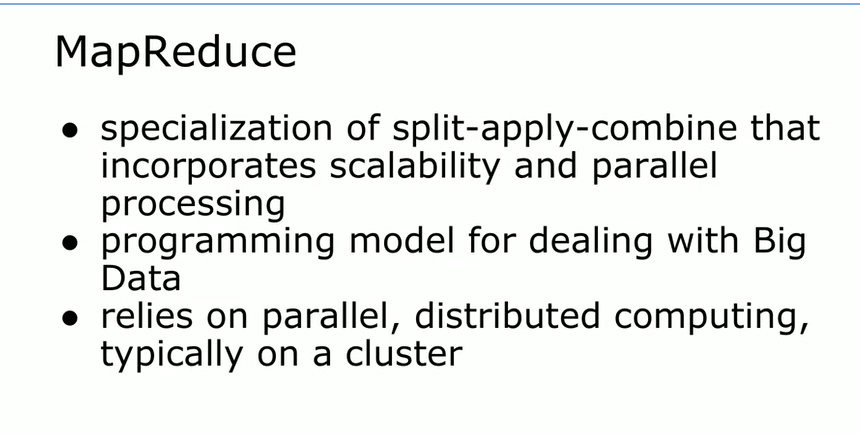 MapReduce
● specialization of split-apply-combine that
incorporates scalability and parallel
processing
● programming model for dealing with Big
Data
● relies on parallel, distributed computing,
typically on a cluster